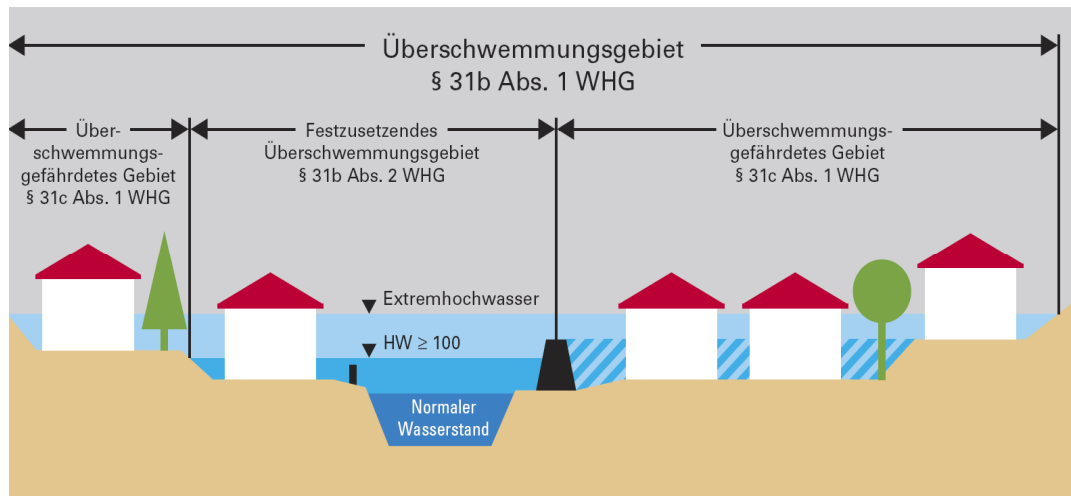 Überschwemmungsgebiet
§ 31b Abs. 1 WHG
Über-
schwemmungs-
gefährdetes Gebiet
§ 31c Abs. 1 WHG
Festzusetzendes
Überschwemmungsgebiet
§ 31b Abs. 2 WHG
Überschwemmungs-
gefährdetes Gebiet
§ 31c Abs. 1 WHG
Extremhochwasser
HW ≥ 100
Normaler
Wasserstand